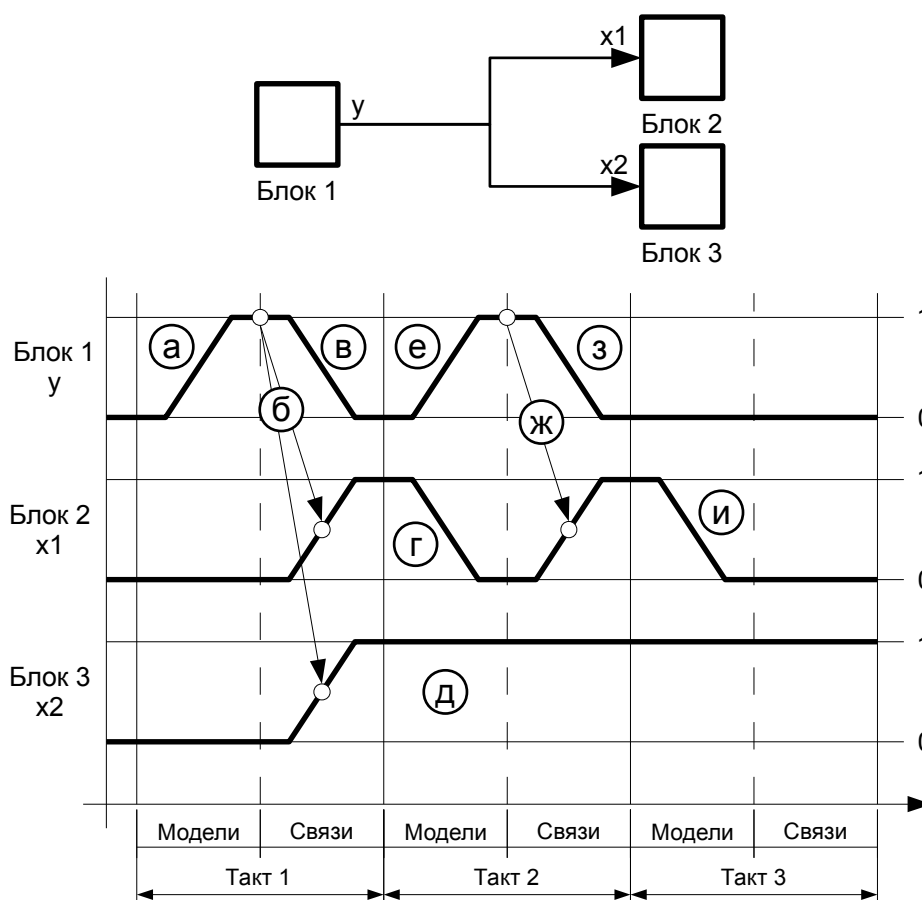 x1
y
Блок 2
x2
Блок 1
Блок 3
1
а
в
е
з
Блок 1
y
б
ж
0
1
Блок 2
x1
г
и
0
1
Блок 3
x2
д
0
Модели Связи Модели Связи Модели Связи
Такт 1 Такт 2 Такт 3